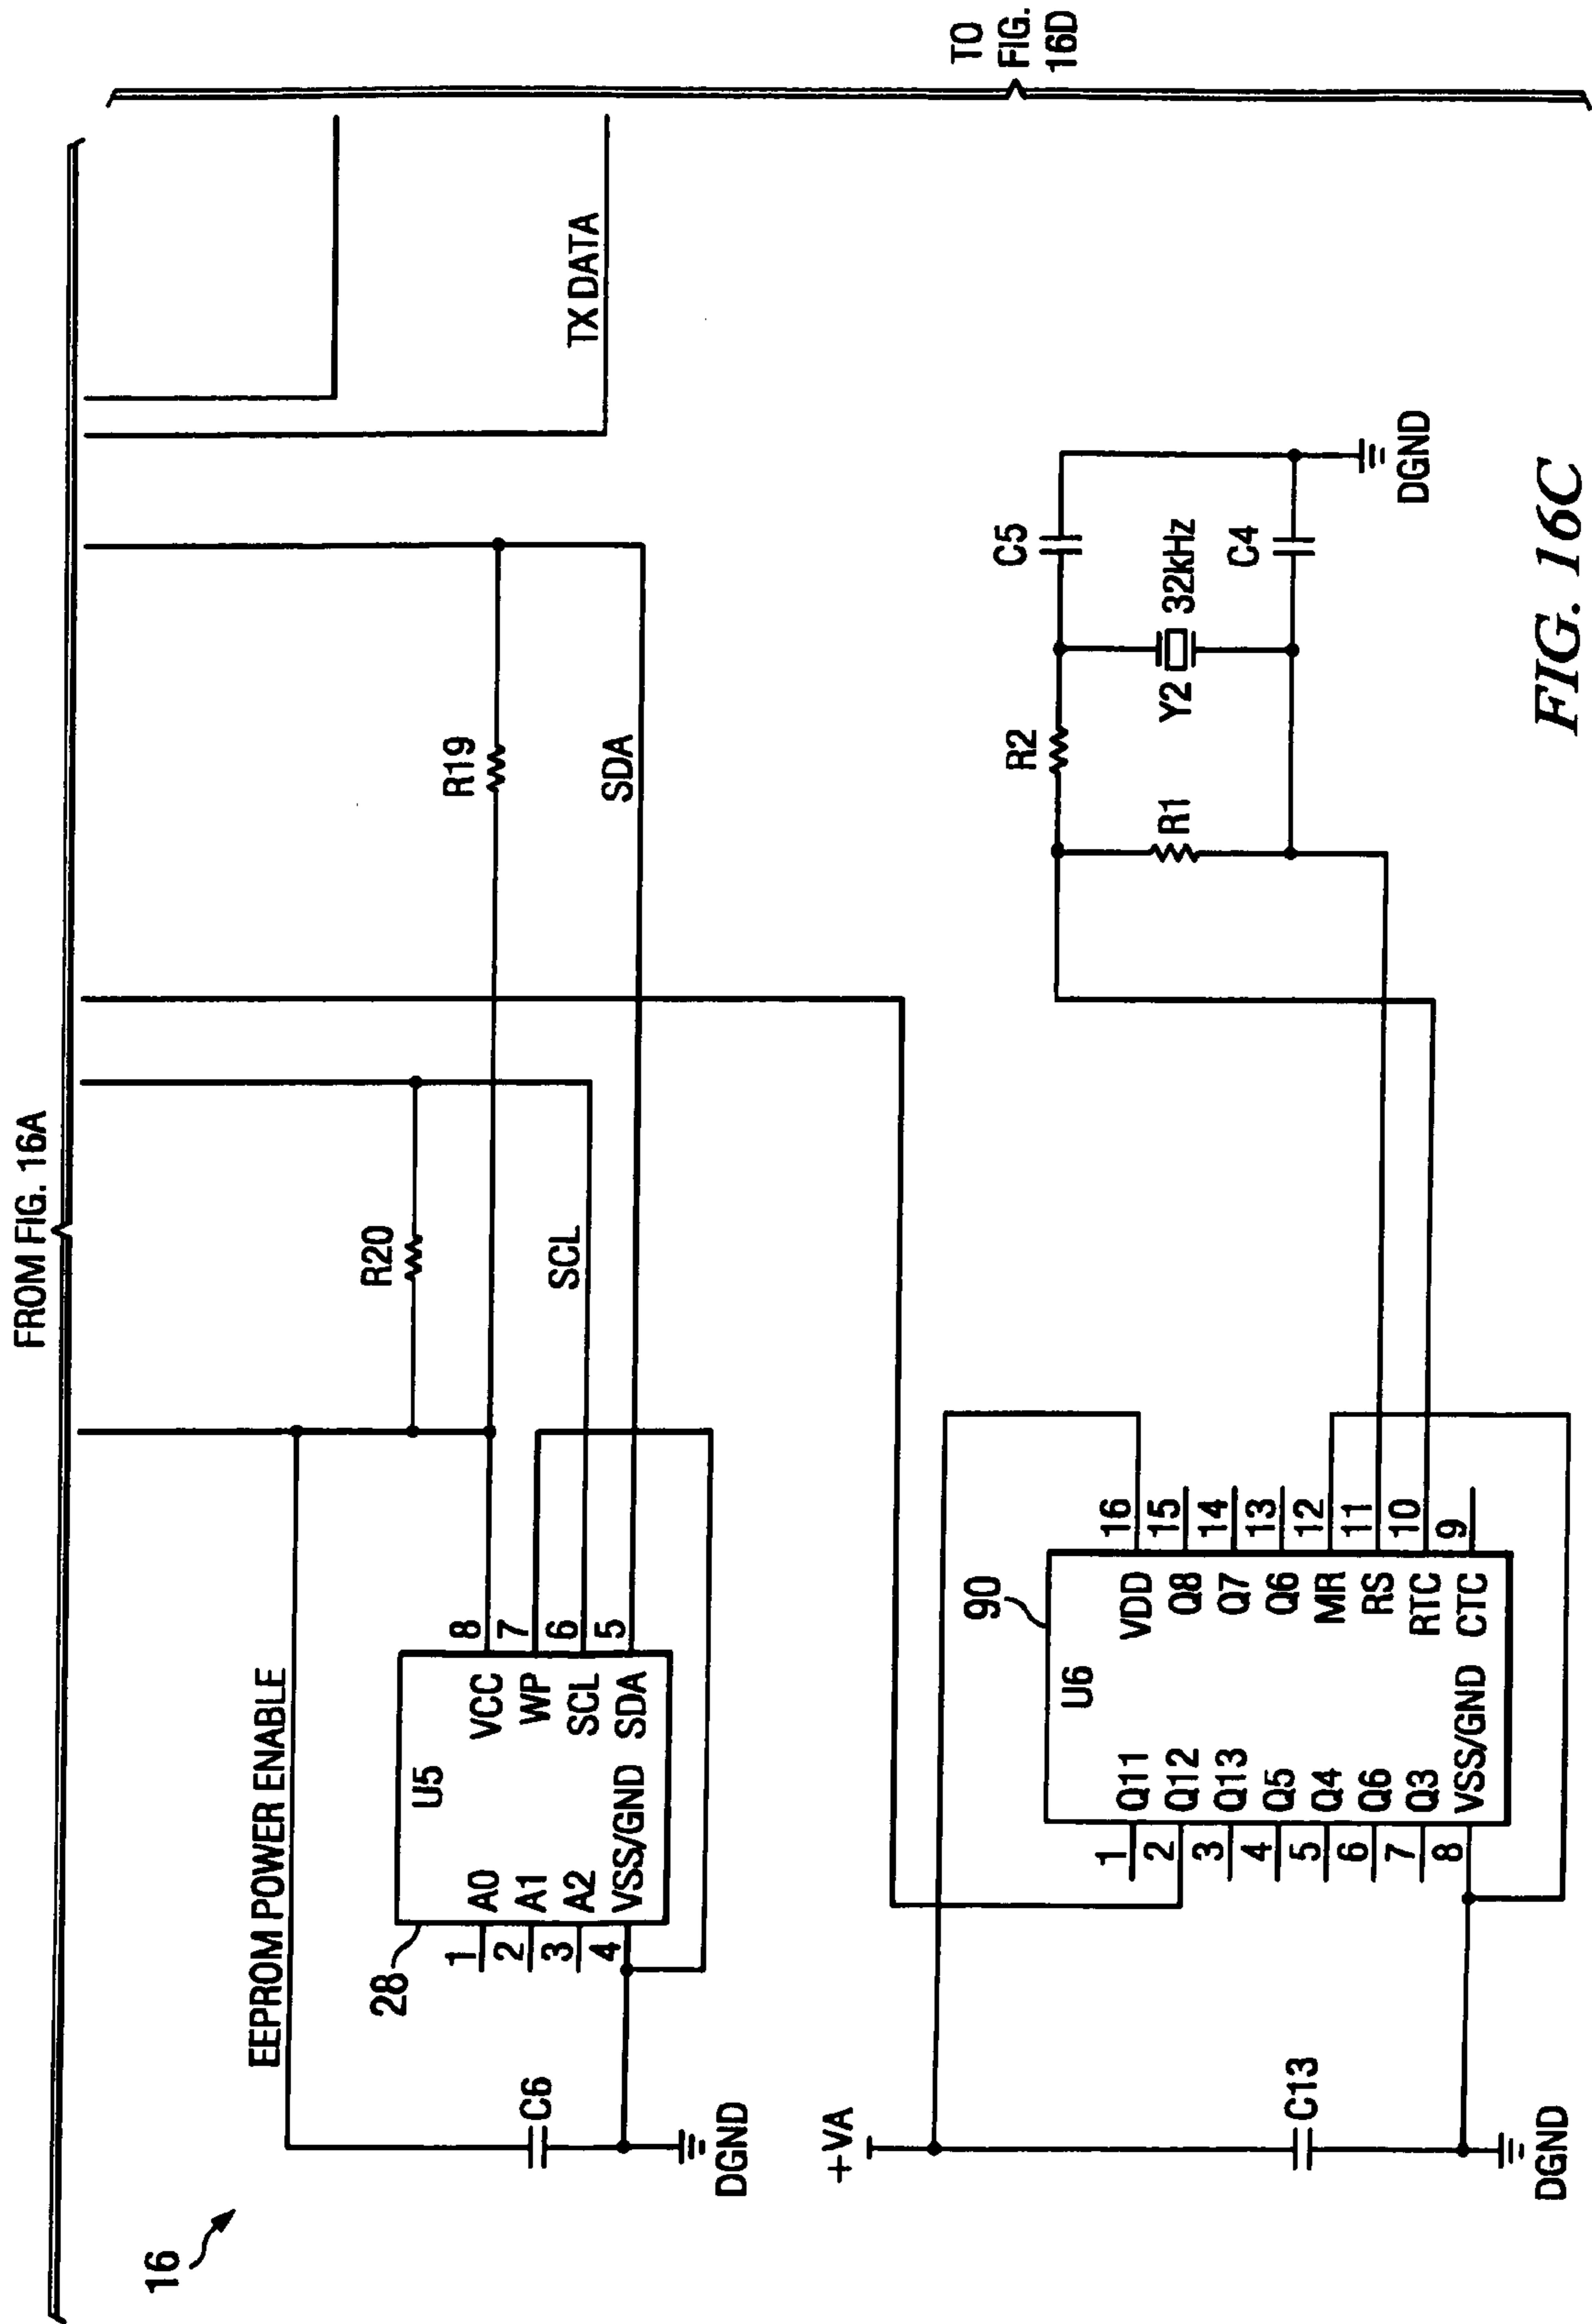 FROM FIG. 16A
16
EEPROM POWER ENABLE
R20
R19
TX DATA
TO
FIG.
16D
28
U5
1 A0 VCC 8
2 A1 WP 7
3 A2 SCL 6
4 VSS/GND SDA 5
SCL
SDA
C6
DGND
+VA
90
U6
1 Q11 VDD 16
2 Q12 Q8 15
3 Q13 Q7 14
4 Q5 Q6 13
5 Q4 MR 12
6 Q6 RS 11
7 Q3 RTC 10
8 VSS/GND CTC 9
C13
DGND
R2
R1
C5
Y2 32kHz
C4
DGND
FIG. 16C